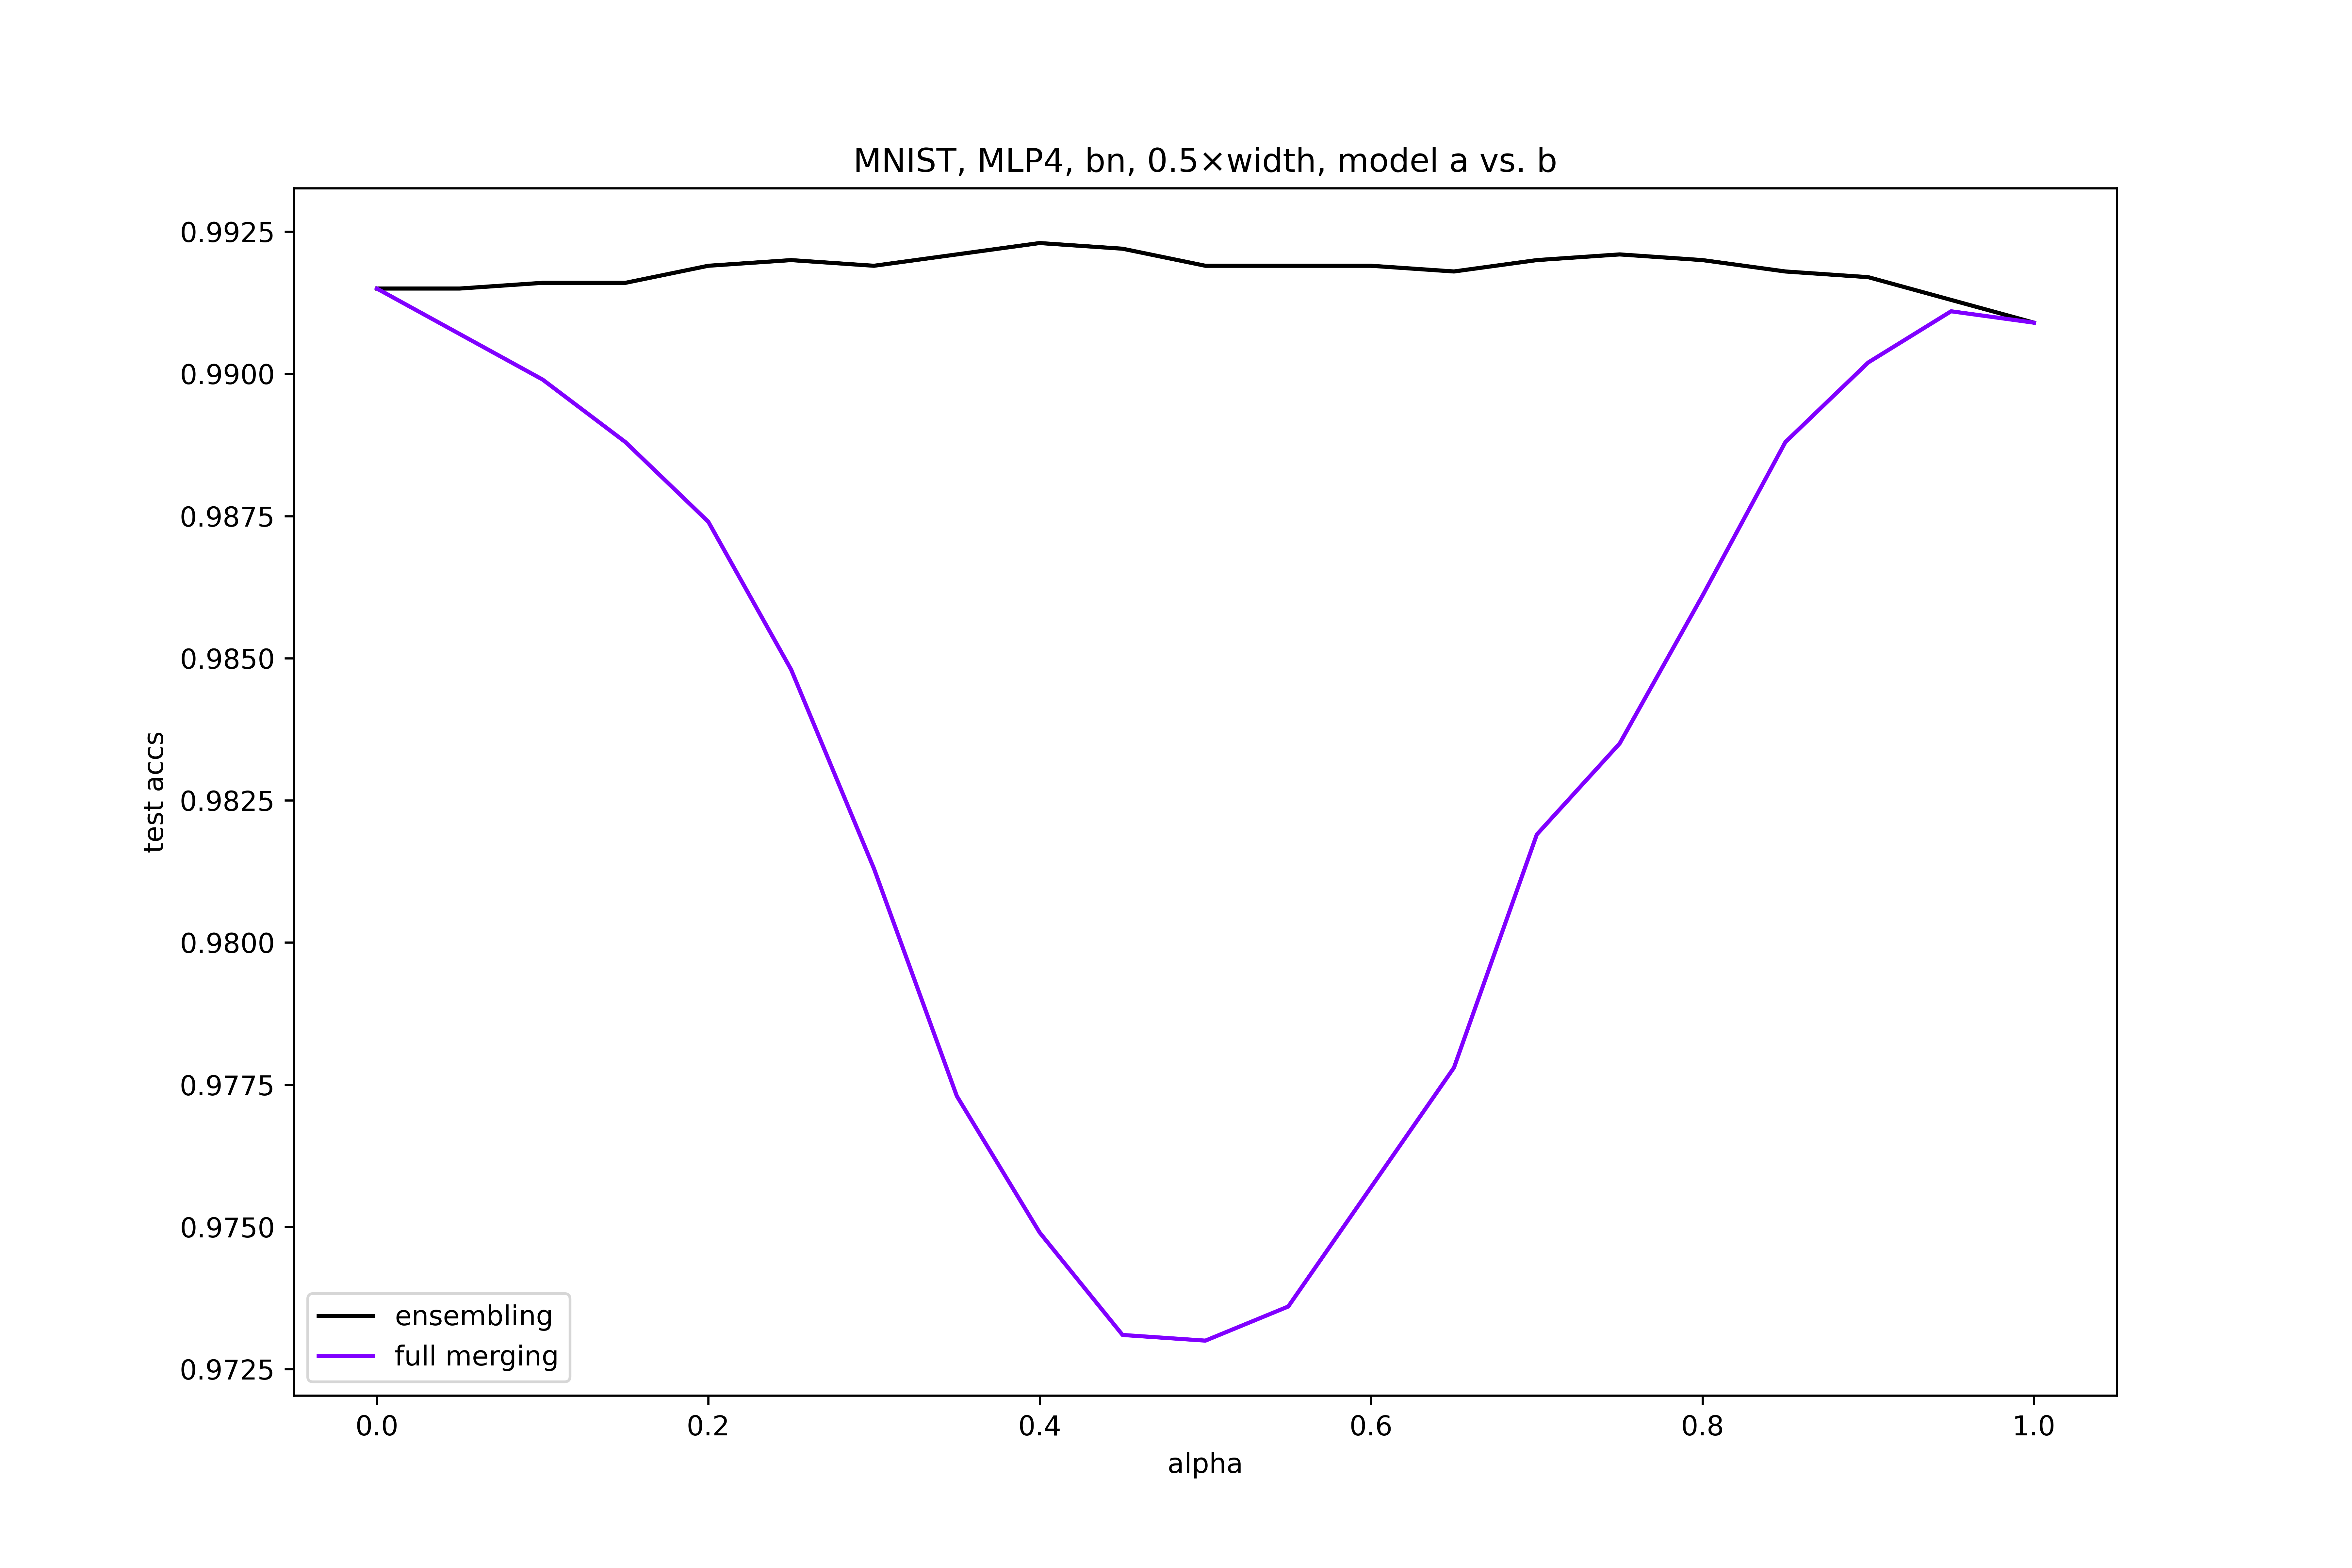 MNIST, MLP4, bn, 0.5×width, model a vs. b
0.9925
0.9900
0.9875
0.9850
0.9825
0.9800
0.9775
0.9750
0.9725
test accs
ensembling
full merging
0.0 0.2 0.4 0.6 0.8 1.0
alpha